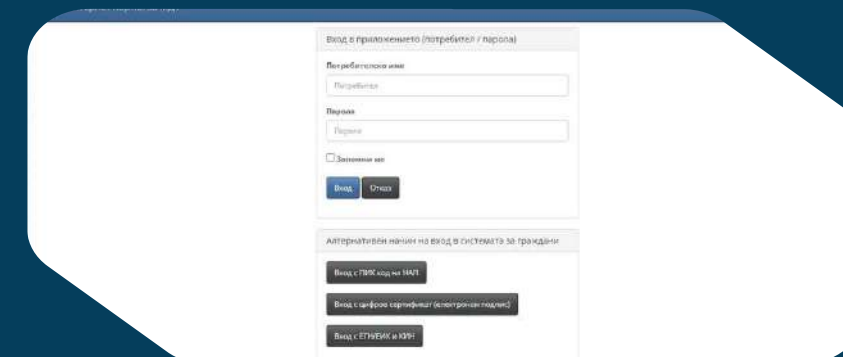 Вход в приложението (потребител / парола)
Потребителско име
Потребител
Парола
Парола
Запомни ме
Вход Отказ
Алтернативен начин на вход в системата за граждани
Вход с ПИК код на НАП
Вход с цифров сертификат (електронен подпис)
Вход с ЕГН/ЕИК и КИН